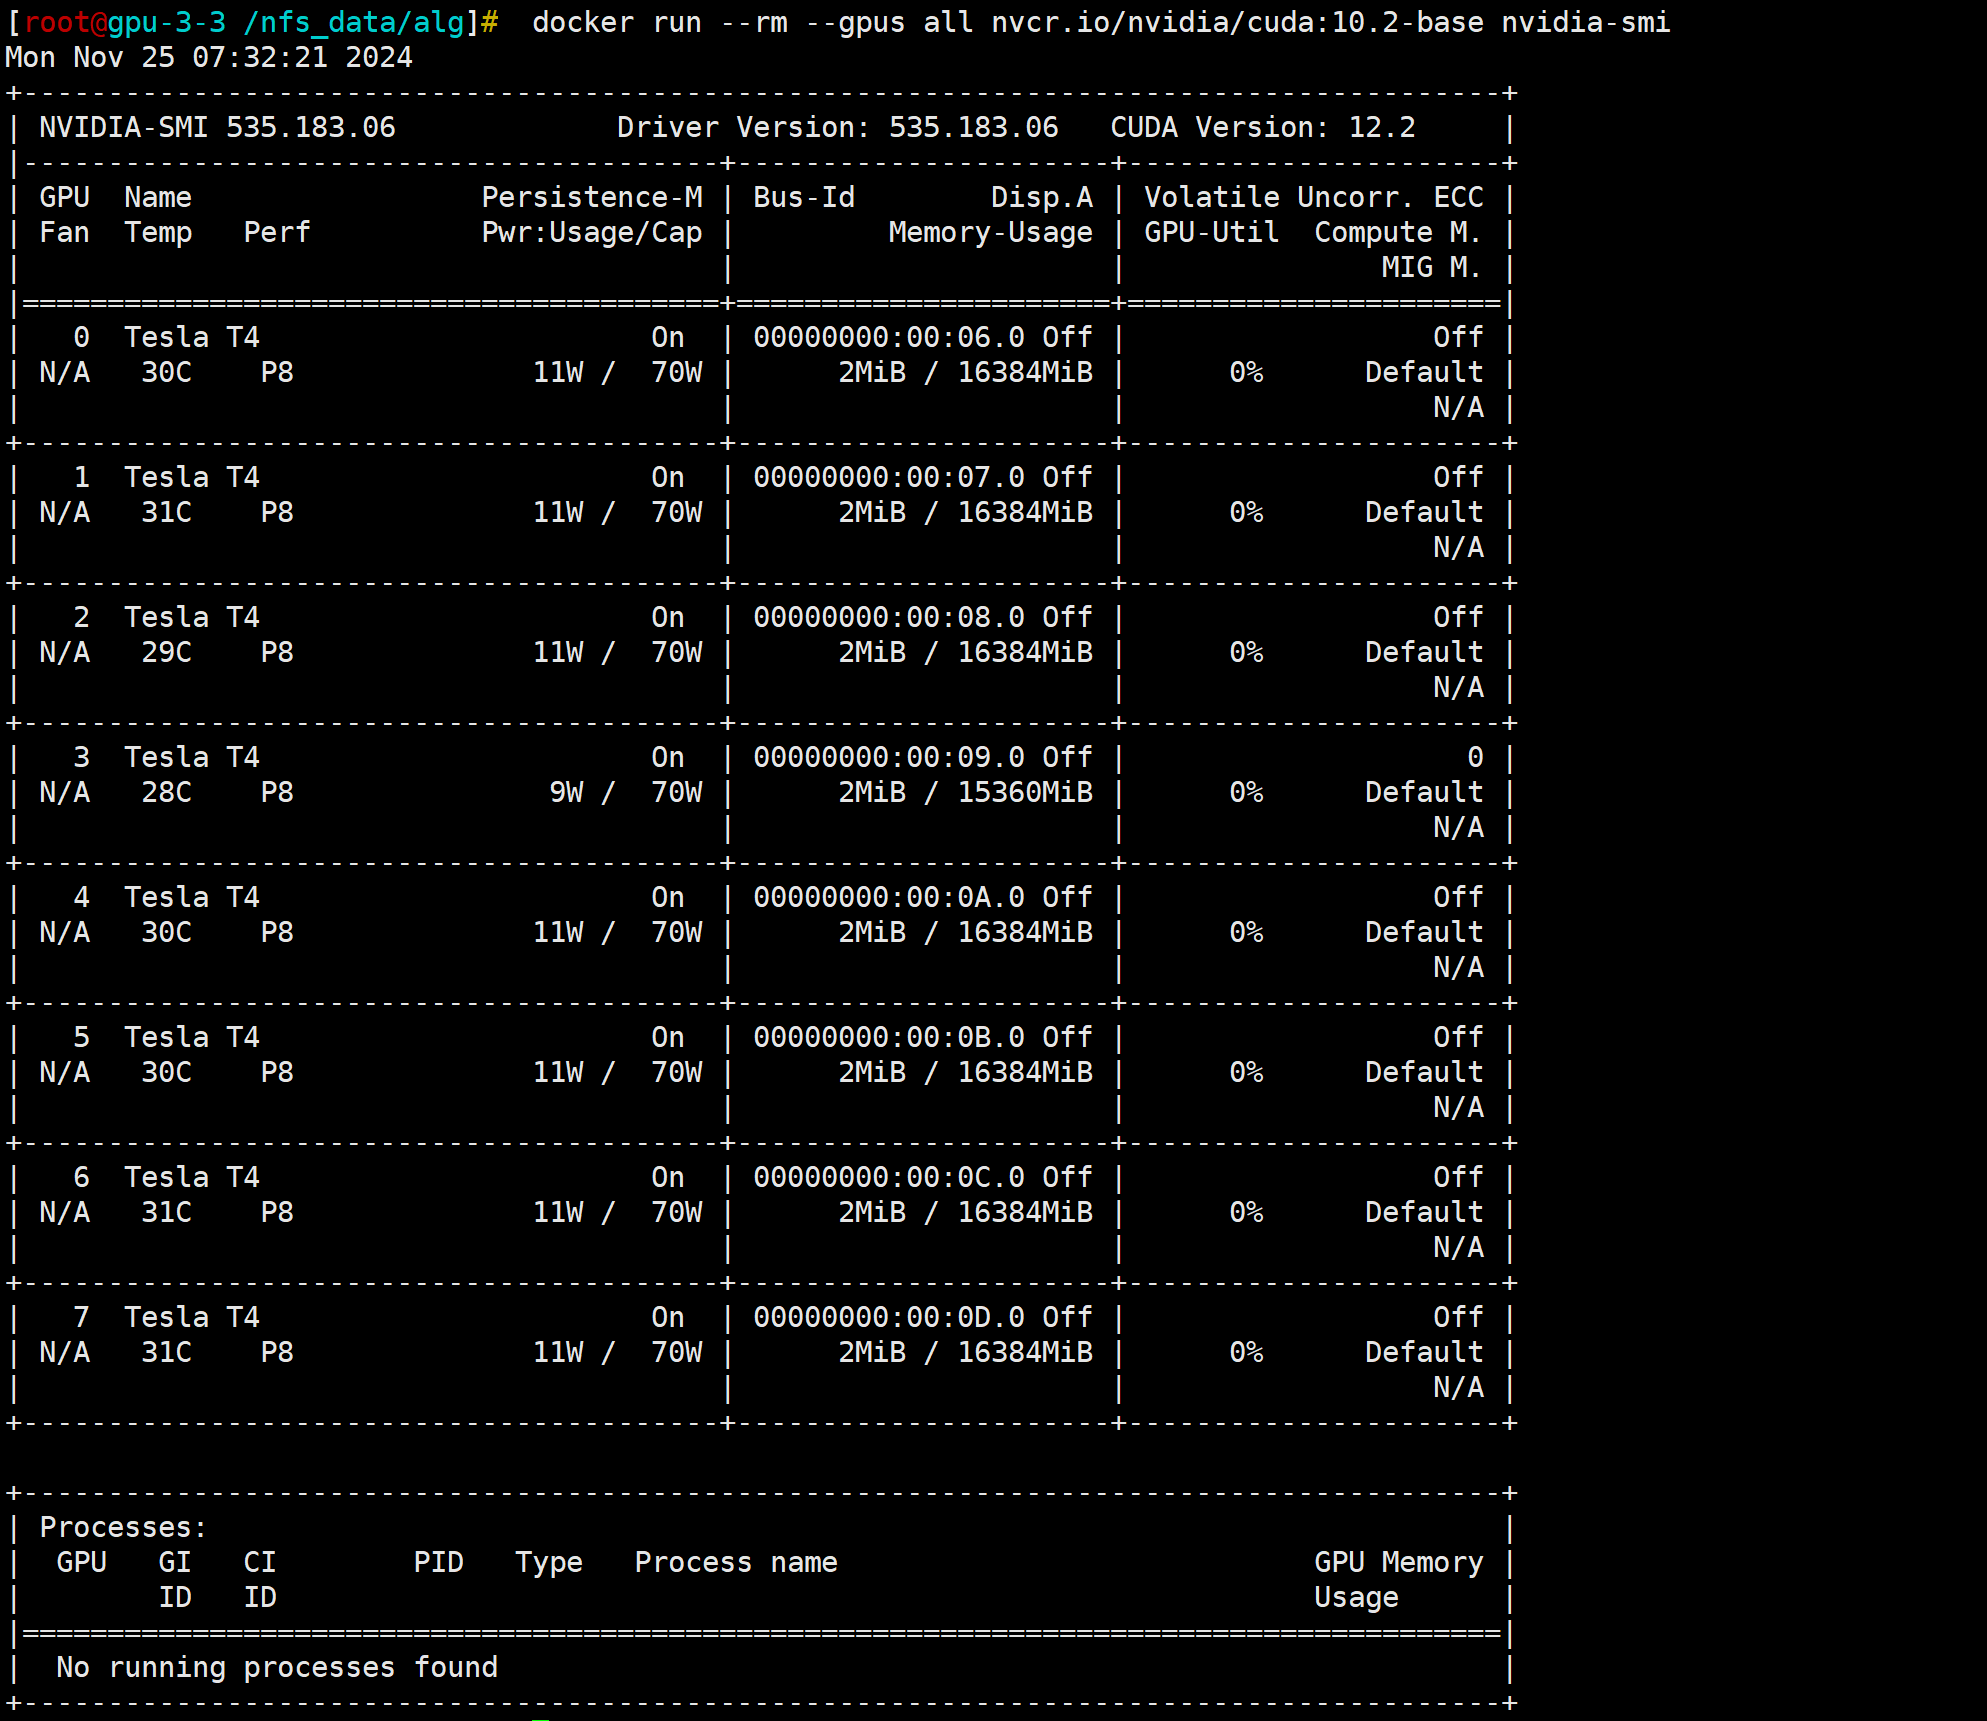 [root@gpu-3-3 /nfs_data/alg]#  docker run --rm --gpus all nvcr.io/nvidia/cuda:10.2-base nvidia-smi
Mon Nov 25 07:32:21 2024
+---------------------------------------------------------------------------------------+
| NVIDIA-SMI 535.183.06             Driver Version: 535.183.06   CUDA Version: 12.2     |
|-----------------------------------------+----------------------+----------------------+
| GPU  Name                 Persistence-M | Bus-Id        Disp.A | Volatile Uncorr. ECC |
| Fan  Temp   Perf          Pwr:Usage/Cap |         Memory-Usage | GPU-Util  Compute M. |
|                                         |                      |               MIG M. |
|=========================================+======================+======================|
|   0  Tesla T4                       On  | 00000000:00:06.0 Off |                  Off |
| N/A   30C    P8              11W /  70W |      2MiB / 16384MiB |      0%      Default |
|                                         |                      |                  N/A |
+-----------------------------------------+----------------------+----------------------+
|   1  Tesla T4                       On  | 00000000:00:07.0 Off |                  Off |
| N/A   31C    P8              11W /  70W |      2MiB / 16384MiB |      0%      Default |
|                                         |                      |                  N/A |
+-----------------------------------------+----------------------+----------------------+
|   2  Tesla T4                       On  | 00000000:00:08.0 Off |                  Off |
| N/A   29C    P8              11W /  70W |      2MiB / 16384MiB |      0%      Default |
|                                         |                      |                  N/A |
+-----------------------------------------+----------------------+----------------------+
|   3  Tesla T4                       On  | 00000000:00:09.0 Off |                    0 |
| N/A   28C    P8               9W /  70W |      2MiB / 15360MiB |      0%      Default |
|                                         |                      |                  N/A |
+-----------------------------------------+----------------------+----------------------+
|   4  Tesla T4                       On  | 00000000:00:0A.0 Off |                  Off |
| N/A   30C    P8              11W /  70W |      2MiB / 16384MiB |      0%      Default |
|                                         |                      |                  N/A |
+-----------------------------------------+----------------------+----------------------+
|   5  Tesla T4                       On  | 00000000:00:0B.0 Off |                  Off |
| N/A   30C    P8              11W /  70W |      2MiB / 16384MiB |      0%      Default |
|                                         |                      |                  N/A |
+-----------------------------------------+----------------------+----------------------+
|   6  Tesla T4                       On  | 00000000:00:0C.0 Off |                  Off |
| N/A   31C    P8              11W /  70W |      2MiB / 16384MiB |      0%      Default |
|                                         |                      |                  N/A |
+-----------------------------------------+----------------------+----------------------+
|   7  Tesla T4                       On  | 00000000:00:0D.0 Off |                  Off |
| N/A   31C    P8              11W /  70W |      2MiB / 16384MiB |      0%      Default |
|                                         |                      |                  N/A |
+-----------------------------------------+----------------------+----------------------+

+---------------------------------------------------------------------------------------+
| Processes:                                                                            |
|  GPU   GI   CI        PID   Type   Process name                            GPU Memory |
|        ID   ID                                                             Usage      |
|=======================================================================================|
|  No running processes found                                                           |
+---------------------------------------------------------------------------------------+